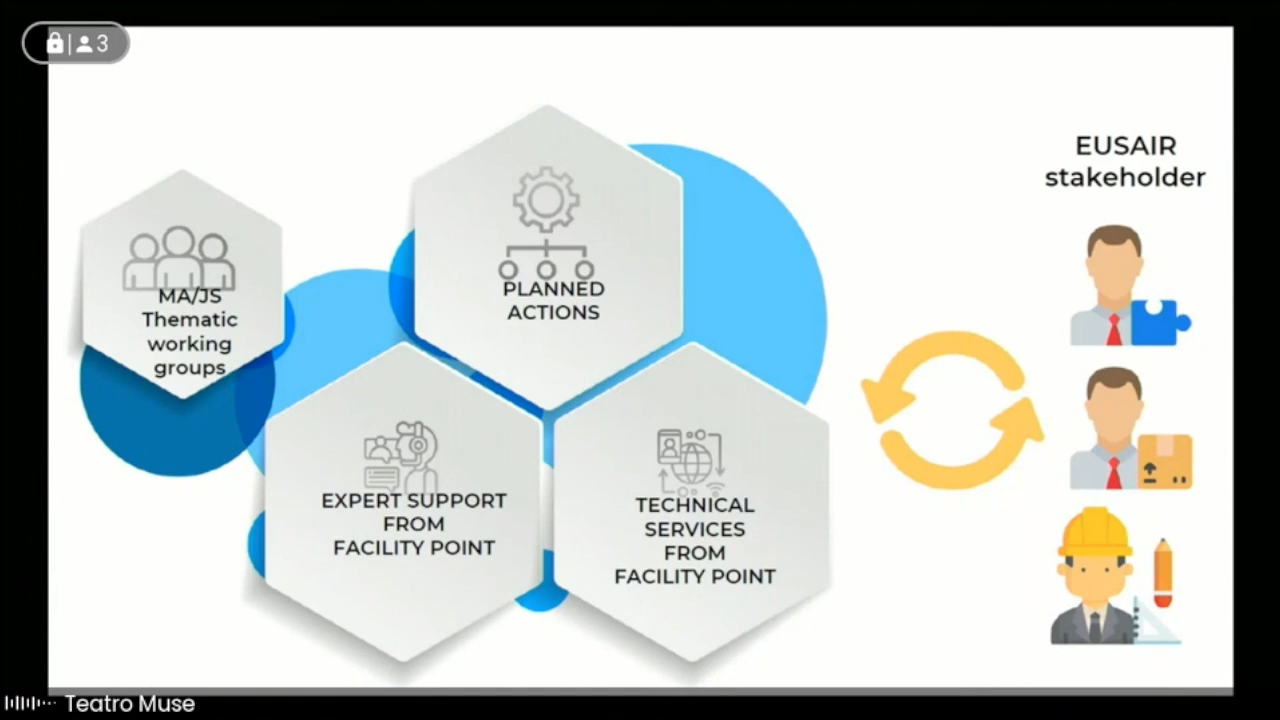 3
EUSAIR
stakeholder
MA/JS
Thematic
working
groups
PLANNED
ACTIONS
EXPERT SUPPORT
FROM
FACILITY POINT
TECHNICAL
SERVICES
FROM
FACILITY POINT
Teatro Muse